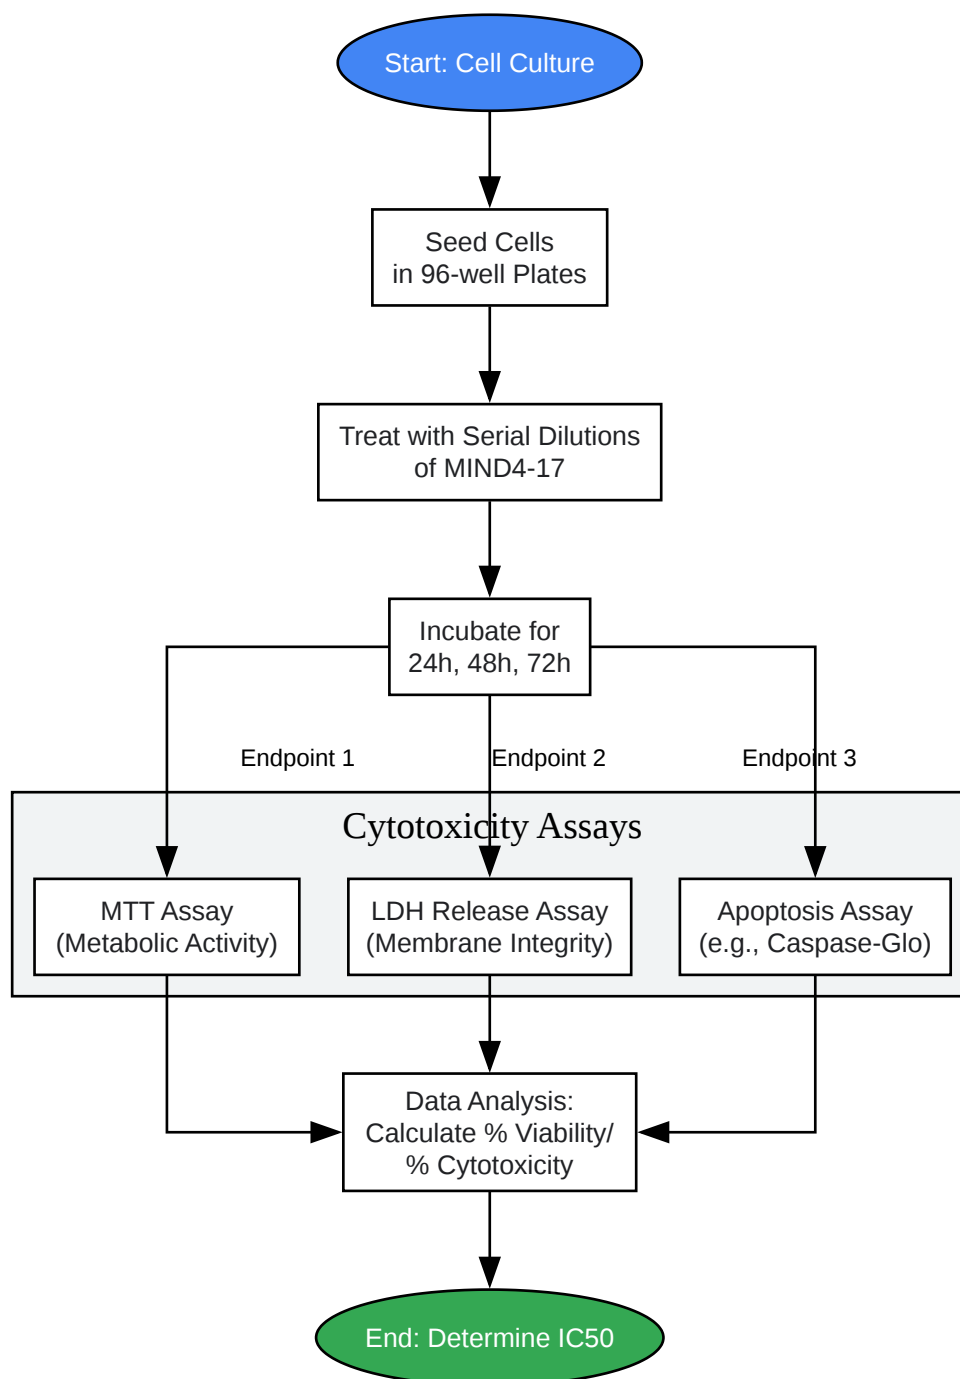 Start: Cell Culture
Seed Cells
in 96-well Plates
Treat with Serial Dilutions
of MIND4-17
Incubate for
24h, 48h, 72h
Endpoint 1
Endpoint 2
Endpoint 3
Cytotoxicity Assays
MTT Assay
(Metabolic Activity)
LDH Release Assay
(Membrane Integrity)
Apoptosis Assay
(e.g., Caspase-Glo)
Data Analysis:
Calculate % Viability/
% Cytotoxicity
End: Determine IC50